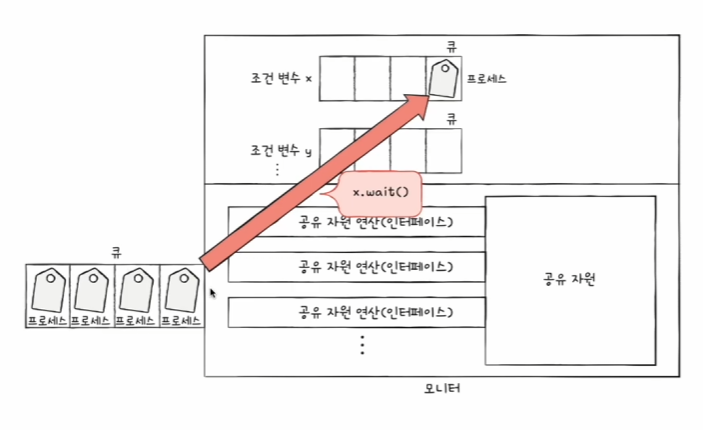 큐
조건 변수 x
프로세스
큐
조건 변수 y
x.wait()
공유 자원 연산(인터페이스)
공유 자원 연산(인터페이스)
공유 자원
큐
공유 자원 연산(인터페이스)
프로세스 프로세스 프로세스 프로세스
모니터